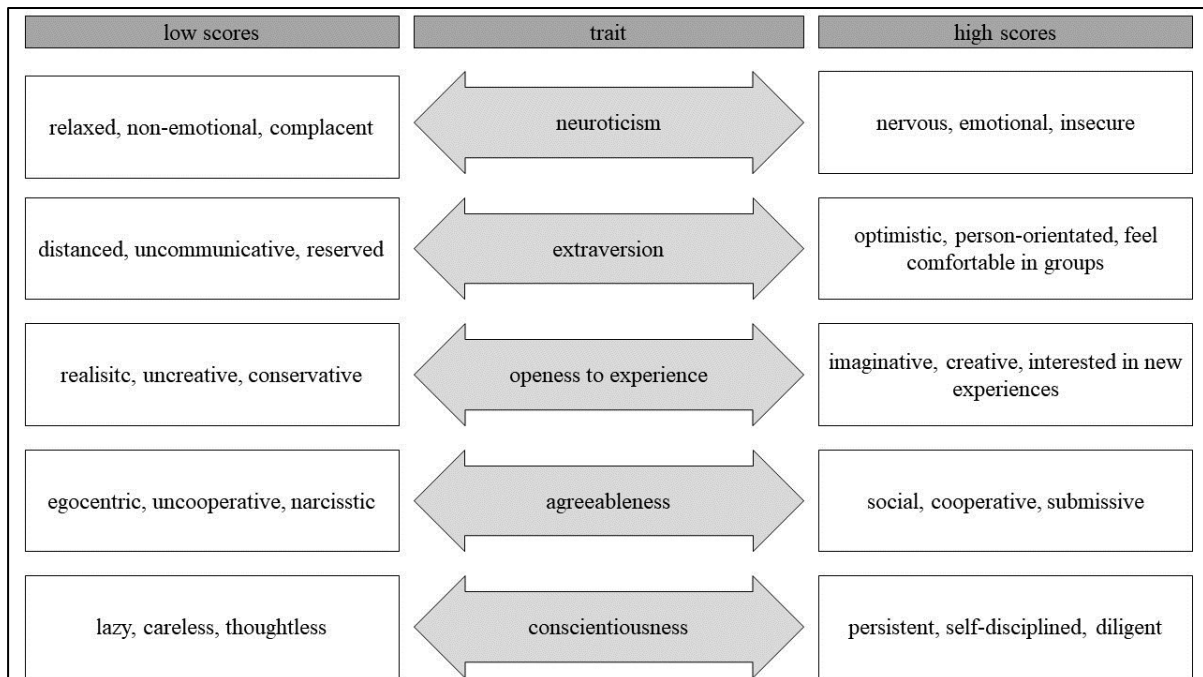 low scores
trait
high scores
relaxed, non-emotional, complacent
neuroticism
nervous, emotional, insecure
distanced, uncommunicative, reserved
extraversion
optimistic, person-orientated, feel
comfortable in groups
realisitc, uncreative, conservative
openess to experience
imaginative, creative, interested in new
experiences
egocentric, uncooperative, narcisstic
agreeableness
social, cooperative, submissive
lazy, careless, thoughtless
conscientiousness
persistent, self-disciplined, diligent